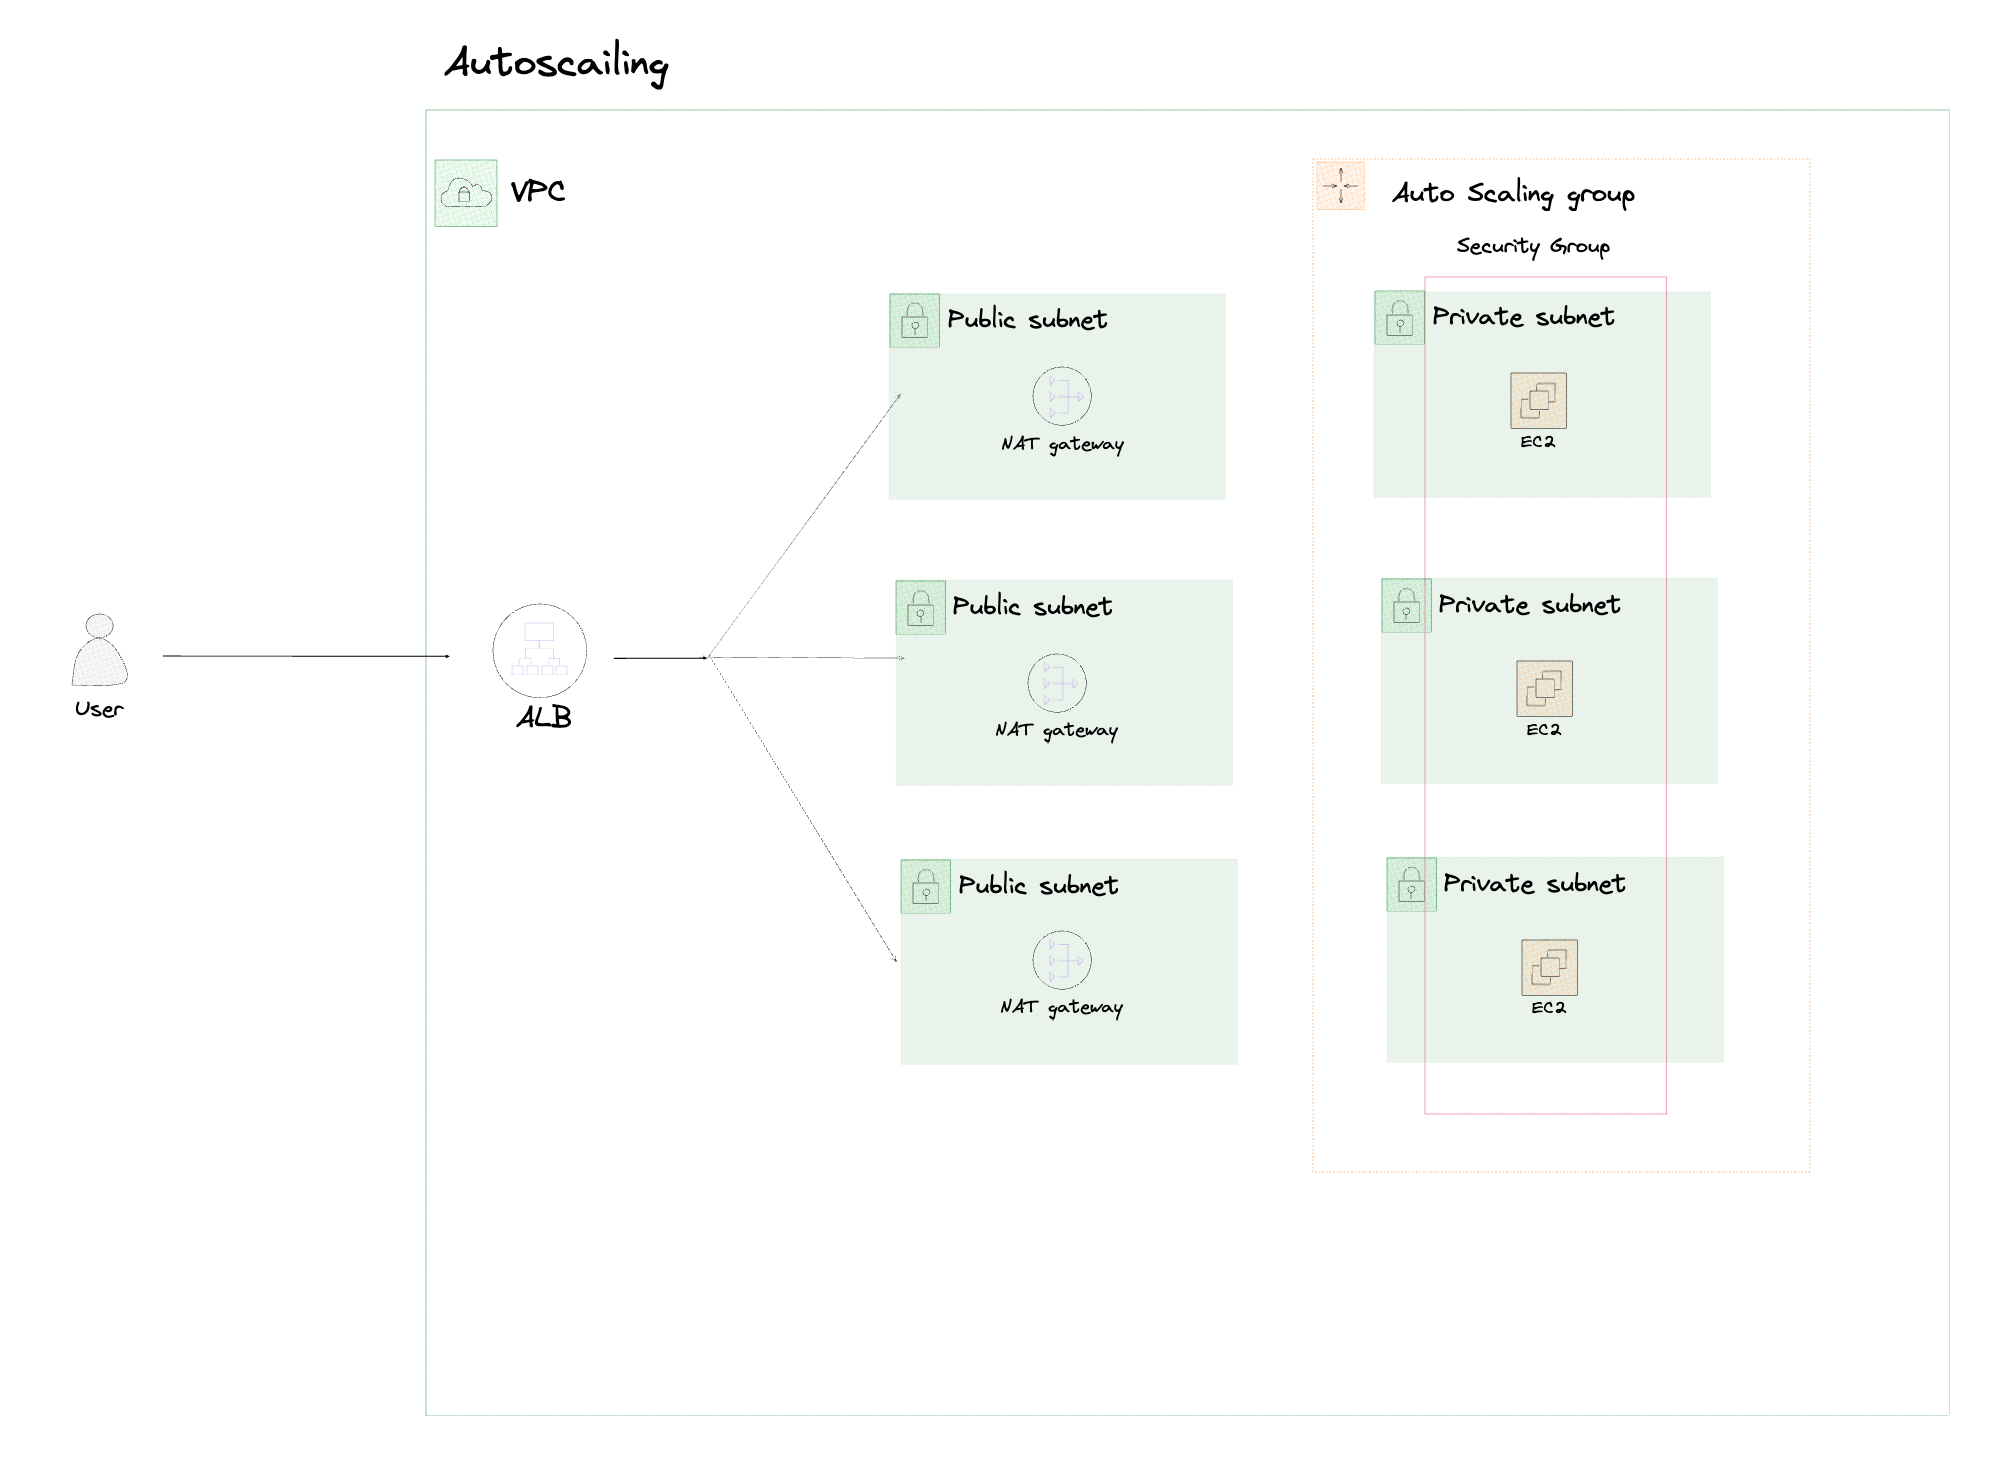 Autoscailing
VPC
Auto Scaling group
Security Group
Public subnet
NAT gateway
Private subnet
EC2
User
ALB
Public subnet
NAT gateway
Private subnet
EC2
Public subnet
NAT gateway
Private subnet
EC2